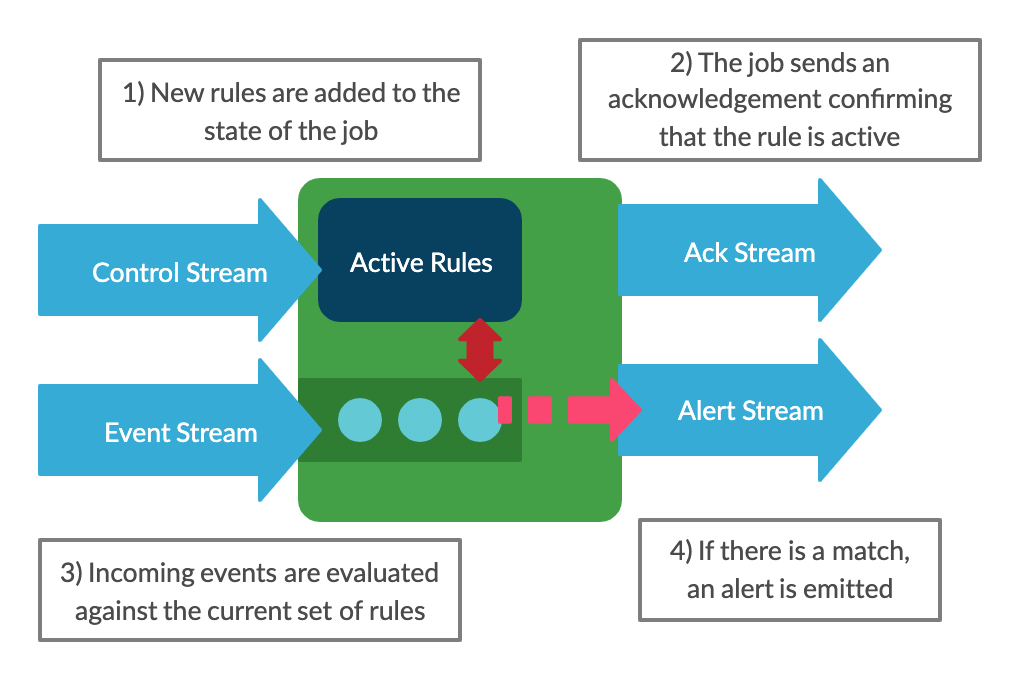 1) New rules are added to the
state of the job
2) The job sends an
acknowledgement confirming
that the rule is active
Control Stream
Active Rules
Ack Stream
Event Stream
Alert Stream
3) Incoming events are evaluated
against the current set of rules
4) If there is a match,
an alert is emitted